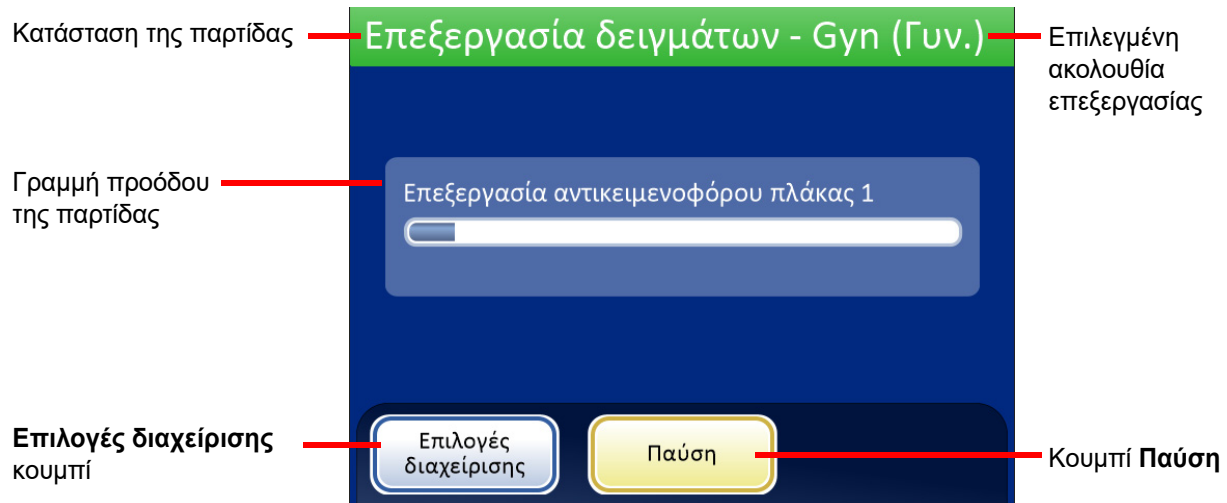 Κατάσταση της παρτίδας
Επεξεργασία δειγμάτων - Gyn (Γυν.)
Επιλεγμένη
ακολουθία
επεξεργασίας
Γραμμή προόδου
της παρτίδας
Επεξεργασία αντικειμενοφόρου πλάκας 1
Επιλογές διαχείρισης
κουμπί
Επιλογές
διαχείρισης
Παύση
Κουμπί Παύση